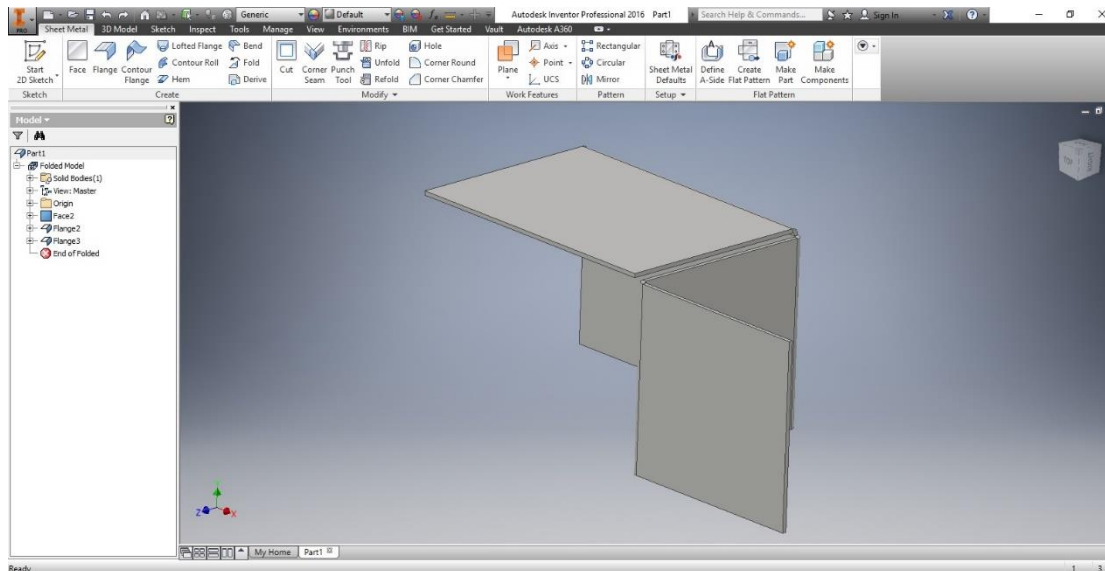 Generic Default Autodesk Inventor Professional 2016 Part1 Search Help & Commands... Sign In
PRO Sheet Metal 3D Model Sketch Inspect Tools Manage View Environments BIM Get Started Vault Autodesk A360
Start
2D Sketch
Face
Flange
Contour
Flange
Lofted Flange
Contour Roll
Hem
Bend
Fold
Derive
Cut
Corner
Seam
Punch
Tool
Rip
Unfold
Refold
Hole
Corner Round
Corner Chamfer
Plane
Axis
Point
UCS
Rectangular
Circular
Mirror
Sheet Metal
Defaults
Define
A-Side
Create
Flat Pattern
Make
Part
Make
Components
Sketch Create Modify Work Features Pattern Setup Flat Pattern
Model
Part1
Folded Model
Solid Bodies(1)
View: Master
Origin
Face2
Flange2
Flange3
End of Folded
TOP
Z X
My Home Part1
Ready 1 3